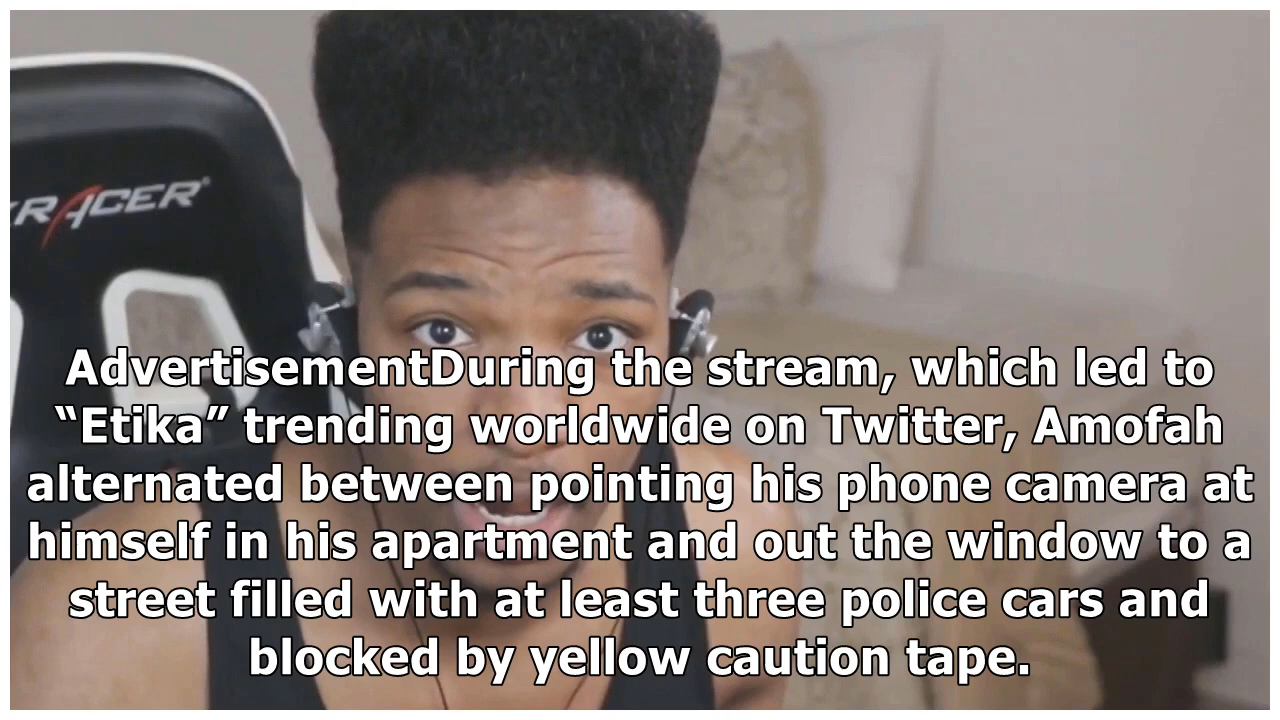 RACER
AdvertisementDuring the stream, which led to
“Etika” trending worldwide on Twitter, Amofah
alternated between pointing his phone camera at
himself in his apartment and out the window to a
street filled with at least three police cars and
blocked by yellow caution tape.